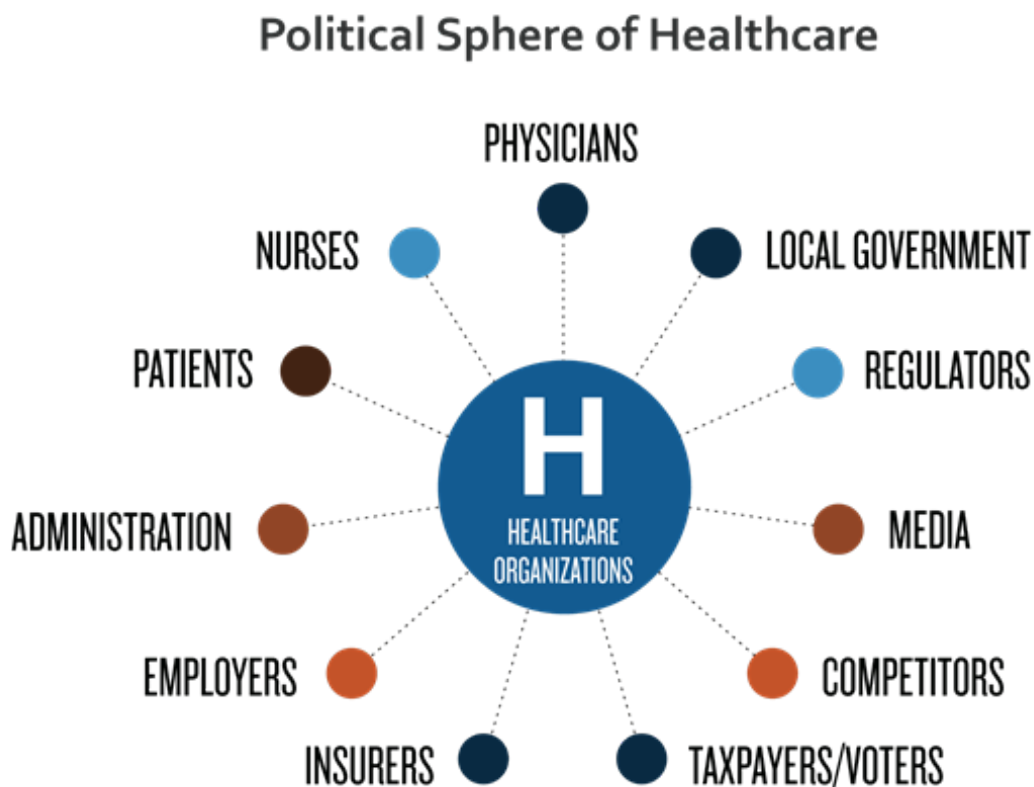 Political Sphere of Healthcare
PHYSICIANS
NURSES
LOCAL GOVERNMENT
PATIENTS
REGULATORS
H
HEALTHCARE
ORGANIZATIONS
ADMINISTRATION
MEDIA
EMPLOYERS
COMPETITORS
INSURERS
TAXPAYERS/VOTERS